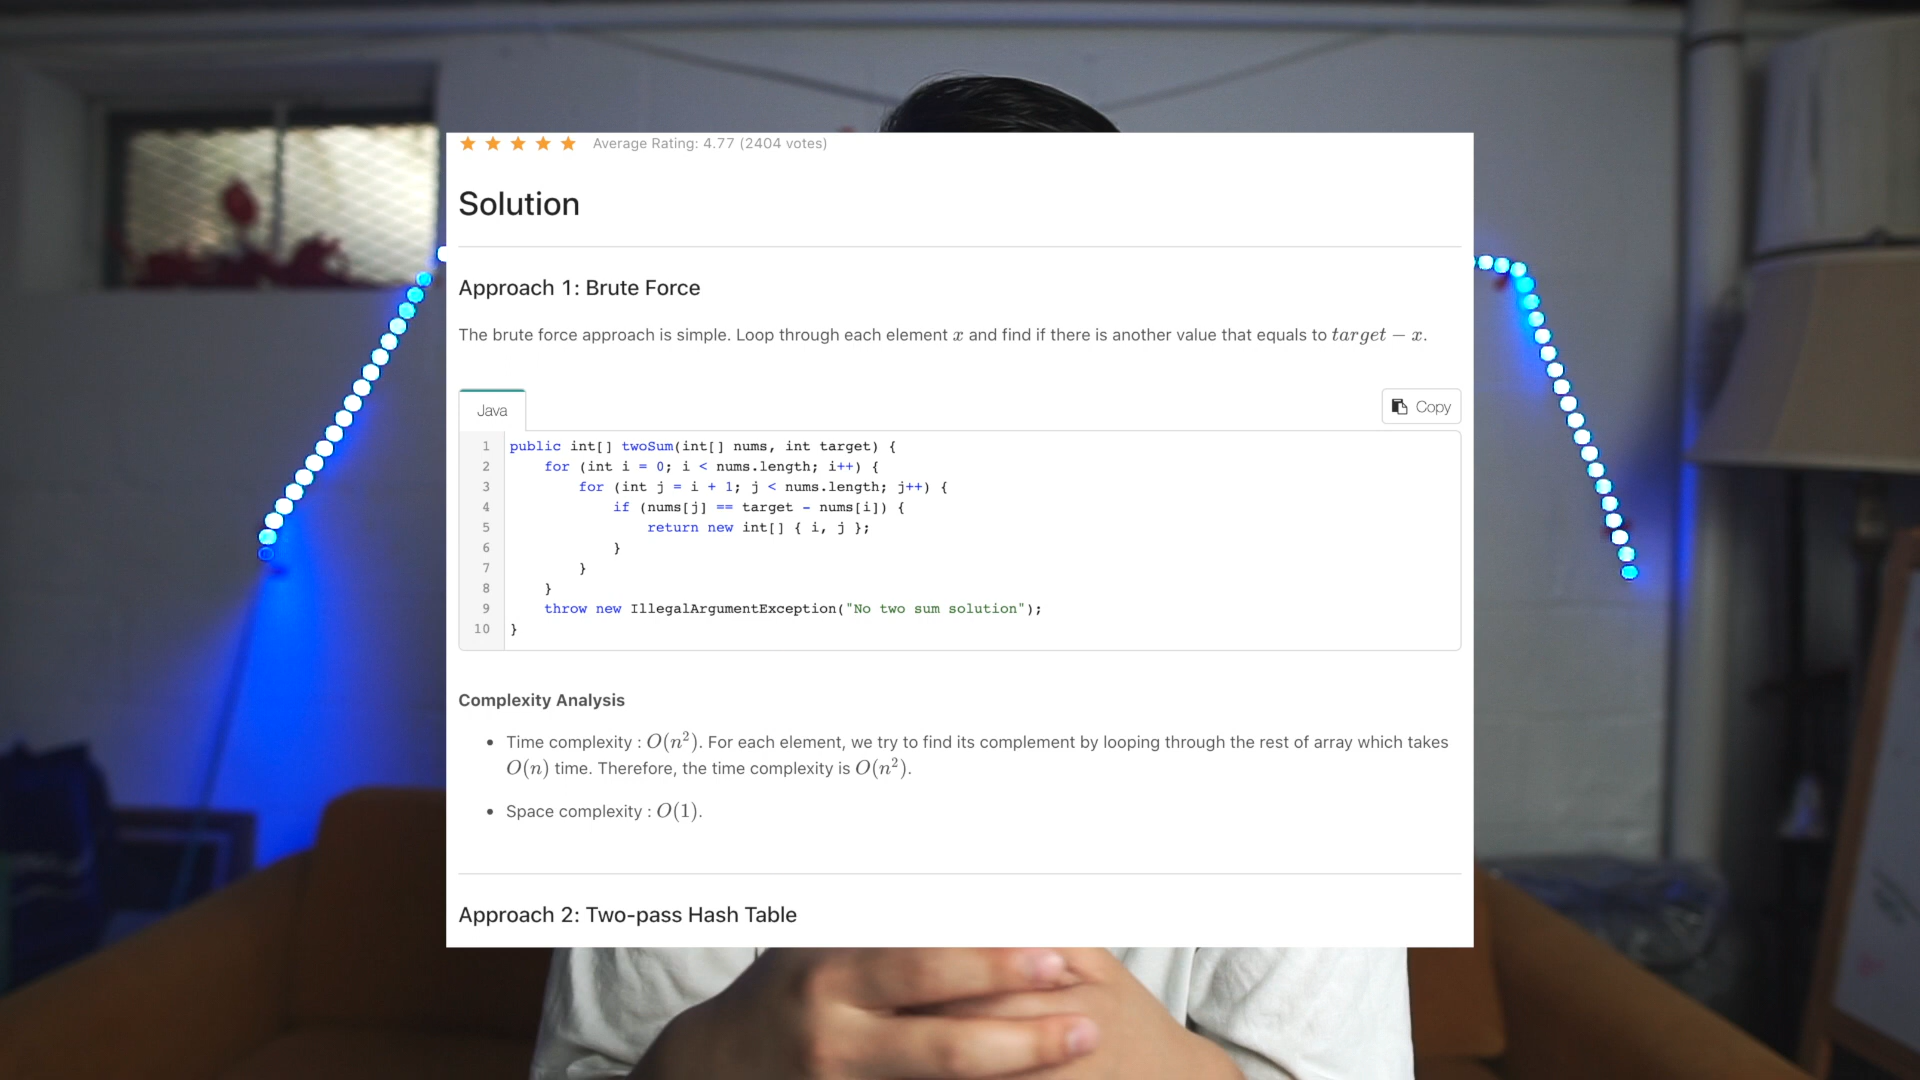 Average Rating: 4.77 (2404 votes)
Solution
Approach 1: Brute Force
The brute force approach is simple. Loop through each element x and find if there is another value that equals to target − x.
Java
Copy
1 public int[] twoSum(int[] nums, int target) {
2     for (int i = 0; i < nums.length; i++) {
3         for (int j = i + 1; j < nums.length; j++) {
4             if (nums[j] == target - nums[i]) {
5                 return new int[] { i, j };
6             }
7         }
8     }
9     throw new IllegalArgumentException("No two sum solution");
10 }
Complexity Analysis
• Time complexity : O(n²). For each element, we try to find its complement by looping through the rest of array which takes
O(n) time. Therefore, the time complexity is O(n²).
• Space complexity : O(1).
Approach 2: Two-pass Hash Table